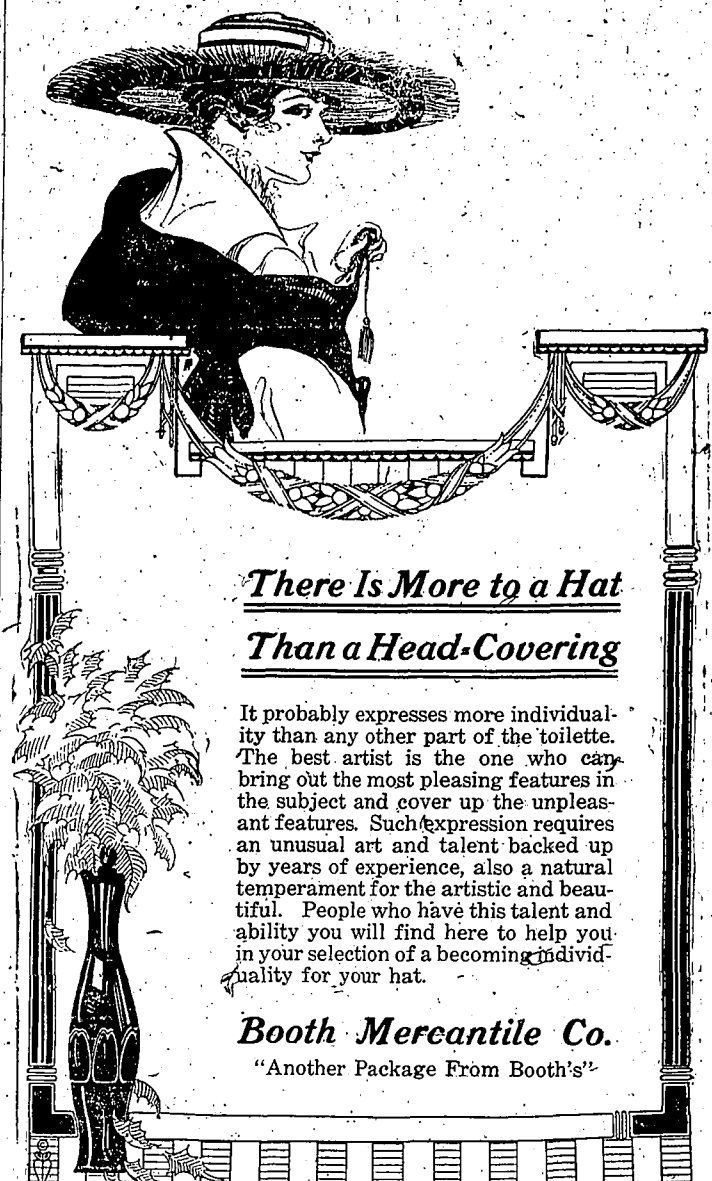 There Is More to a Hat
Than a Head-Covering
It probably expresses more individual-
ity than any other part of the toilette.
The best artist is the one who can
bring out the most pleasing features in
the subject and cover up the unpleas-
ant features. Such expression requires
an unusual art and talent backed up
by years of experience, also a natural
temperament for the artistic and beau-
tiful. People who have this talent and
ability you will find here to help you
in your selection of a becoming individ-
uality for your hat.
Booth Mercantile Co.
"Another Package From Booth's"